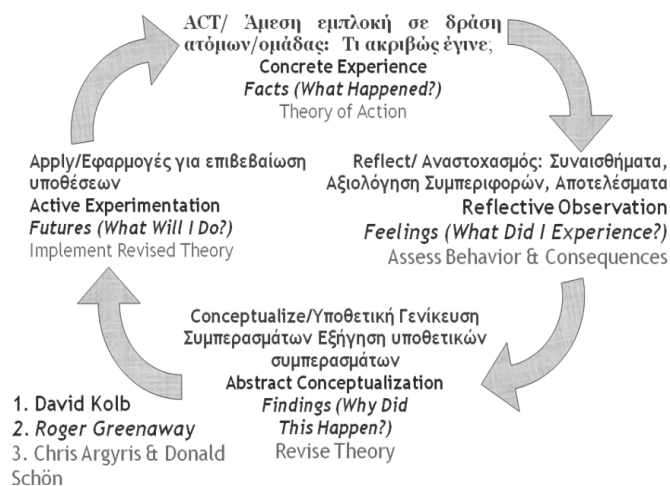 ACT/ Άμεση εμπλοκή σε δράση
ατόμων/ομάδας: Τι ακριβώς έγινε;
Concrete Experience
Facts (What Happened?)
Theory of Action
Reflect/ Αναστοχασμός: Συναισθήματα,
Αξιολόγηση Συμπεριφορών, Αποτελέσματα
Reflective Observation
Feelings (What Did I Experience?)
Assess Behavior & Consequences
Conceptualize/Υποθετική Γενίκευση
Συμπερασμάτων Εξήγηση υποθετικών
συμπερασμάτων
Abstract Conceptualization
Findings (Why Did
This Happen?)
Revise Theory
Apply/Εφαρμογές για επιβεβαίωση
υποθέσεων
Active Experimentation
Futures (What Will I Do?)
Implement Revised Theory
1. David Kolb
2. Roger Greenaway
3. Chris Argyris & Donald
Schön